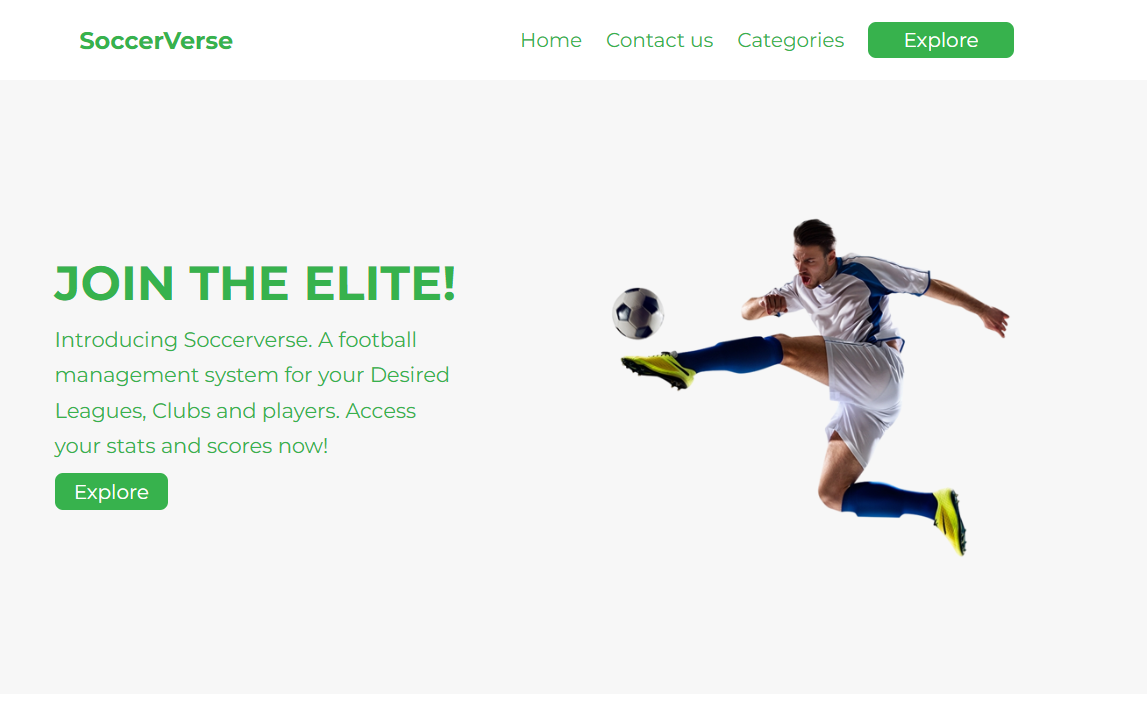 SoccerVerse
Home
Contact us
Categories
Explore
JOIN THE ELITE!
Introducing Soccerverse. A football
management system for your Desired
Leagues, Clubs and players. Access
your stats and scores now!
Explore